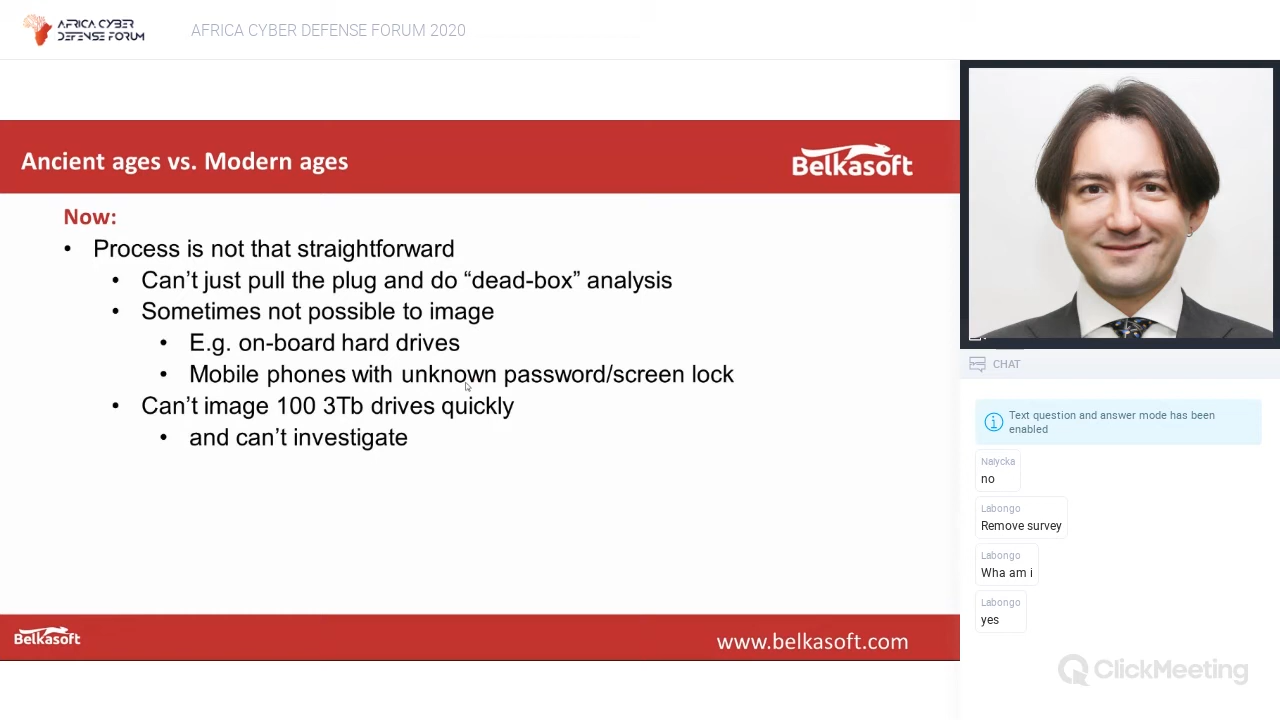 AFRICA CYBER
DEFENSE FORUM
AFRICA CYBER DEFENSE FORUM 2020
Ancient ages vs. Modern ages
Belkasoft
Now:
• Process is not that straightforward
• Can’t just pull the plug and do “dead-box” analysis
• Sometimes not possible to image
• E.g. on-board hard drives
• Mobile phones with unknown password/screen lock
• Can’t image 100 3Tb drives quickly
• and can’t investigate
Belkasoft
www.belkasoft.com
CHAT
Text question and answer mode has been
enabled
Nalycka
no
Labongo
Remove survey
Labongo
Wha am i
Labongo
yes
ClickMeeting